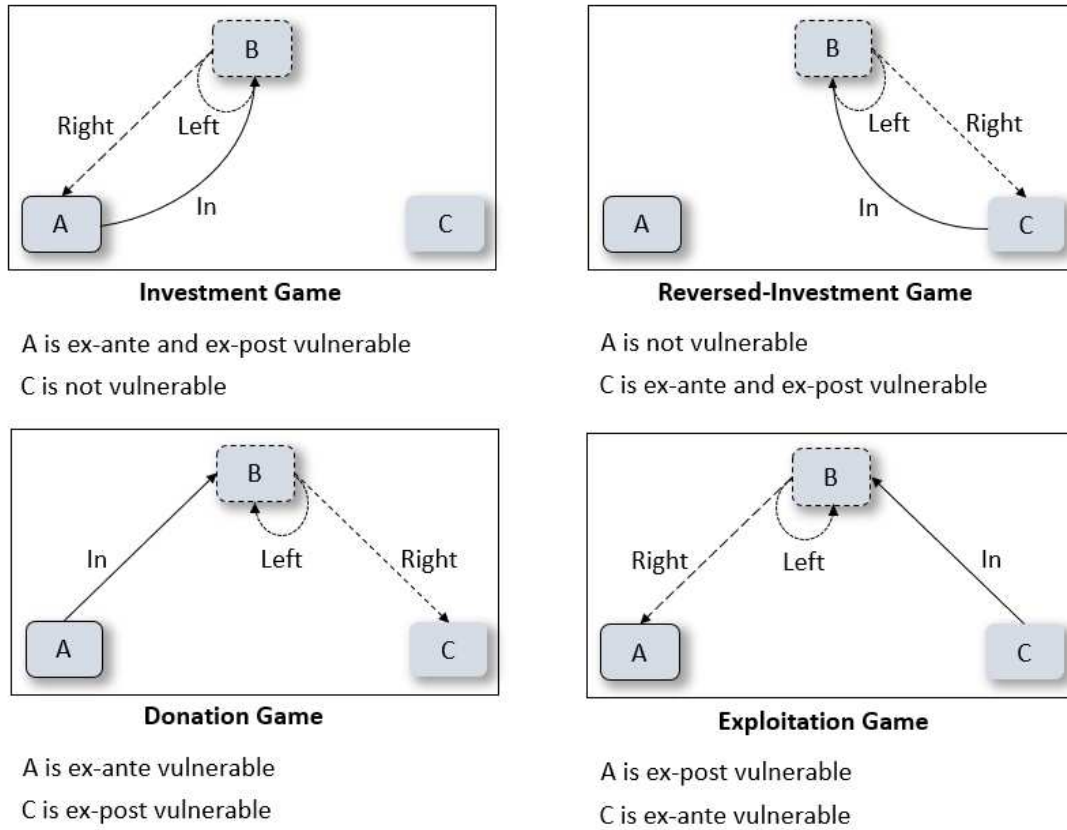 B
Right
Left
A
In
C
Investment Game
A is ex-ante and ex-post vulnerable
C is not vulnerable
B
Left
Right
In
A
C
Reversed-Investment Game
A is not vulnerable
C is ex-ante and ex-post vulnerable
B
In
Left
Right
A
C
Donation Game
A is ex-ante vulnerable
C is ex-post vulnerable
B
Right
Left
In
A
C
Exploitation Game
A is ex-post vulnerable
C is ex-ante vulnerable